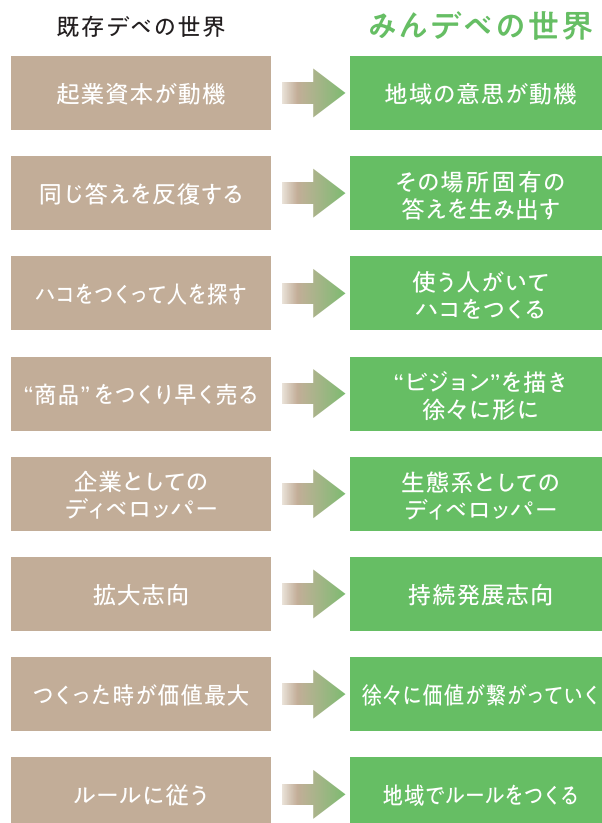 既存デベの世界
みんデベの世界
起業資本が動機
地域の意思が動機
同じ答えを反復する
その場所固有の
答えを生み出す
ハコをつくって人を探す
使う人がいて
ハコをつくる
“商品” をつくり早く売る
“ビジョン”を描き
徐々に形に
企業としての
ディベロッパー
生態系としての
ディベロッパー
拡大志向
持続発展志向
つくった時が価値最大
徐々に価値が繋がっていく
ルールに従う
地域でルールをつくる